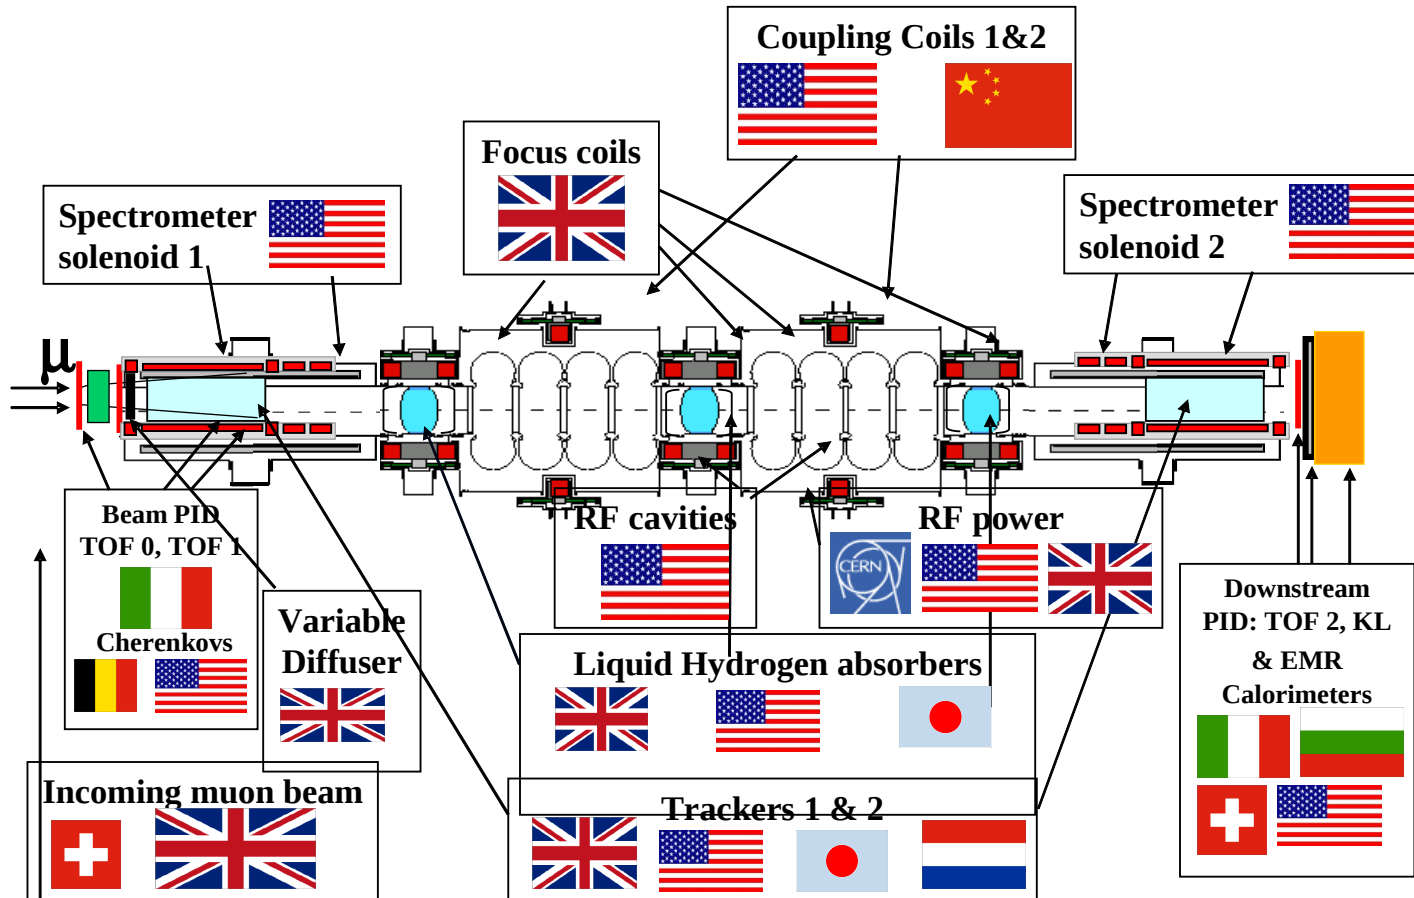 Coupling Coils 1&2
Focus coils
Spectrometer
solenoid 1
Spectrometer
solenoid 2
μ
Beam PID
TOF 0, TOF 1
Cherenkovs
Variable
Diffuser
RF cavities
RF power
CERN
Liquid Hydrogen absorbers
Downstream
PID: TOF 2, KL
& EMR
Calorimeters
Incoming muon beam
Trackers 1 & 2